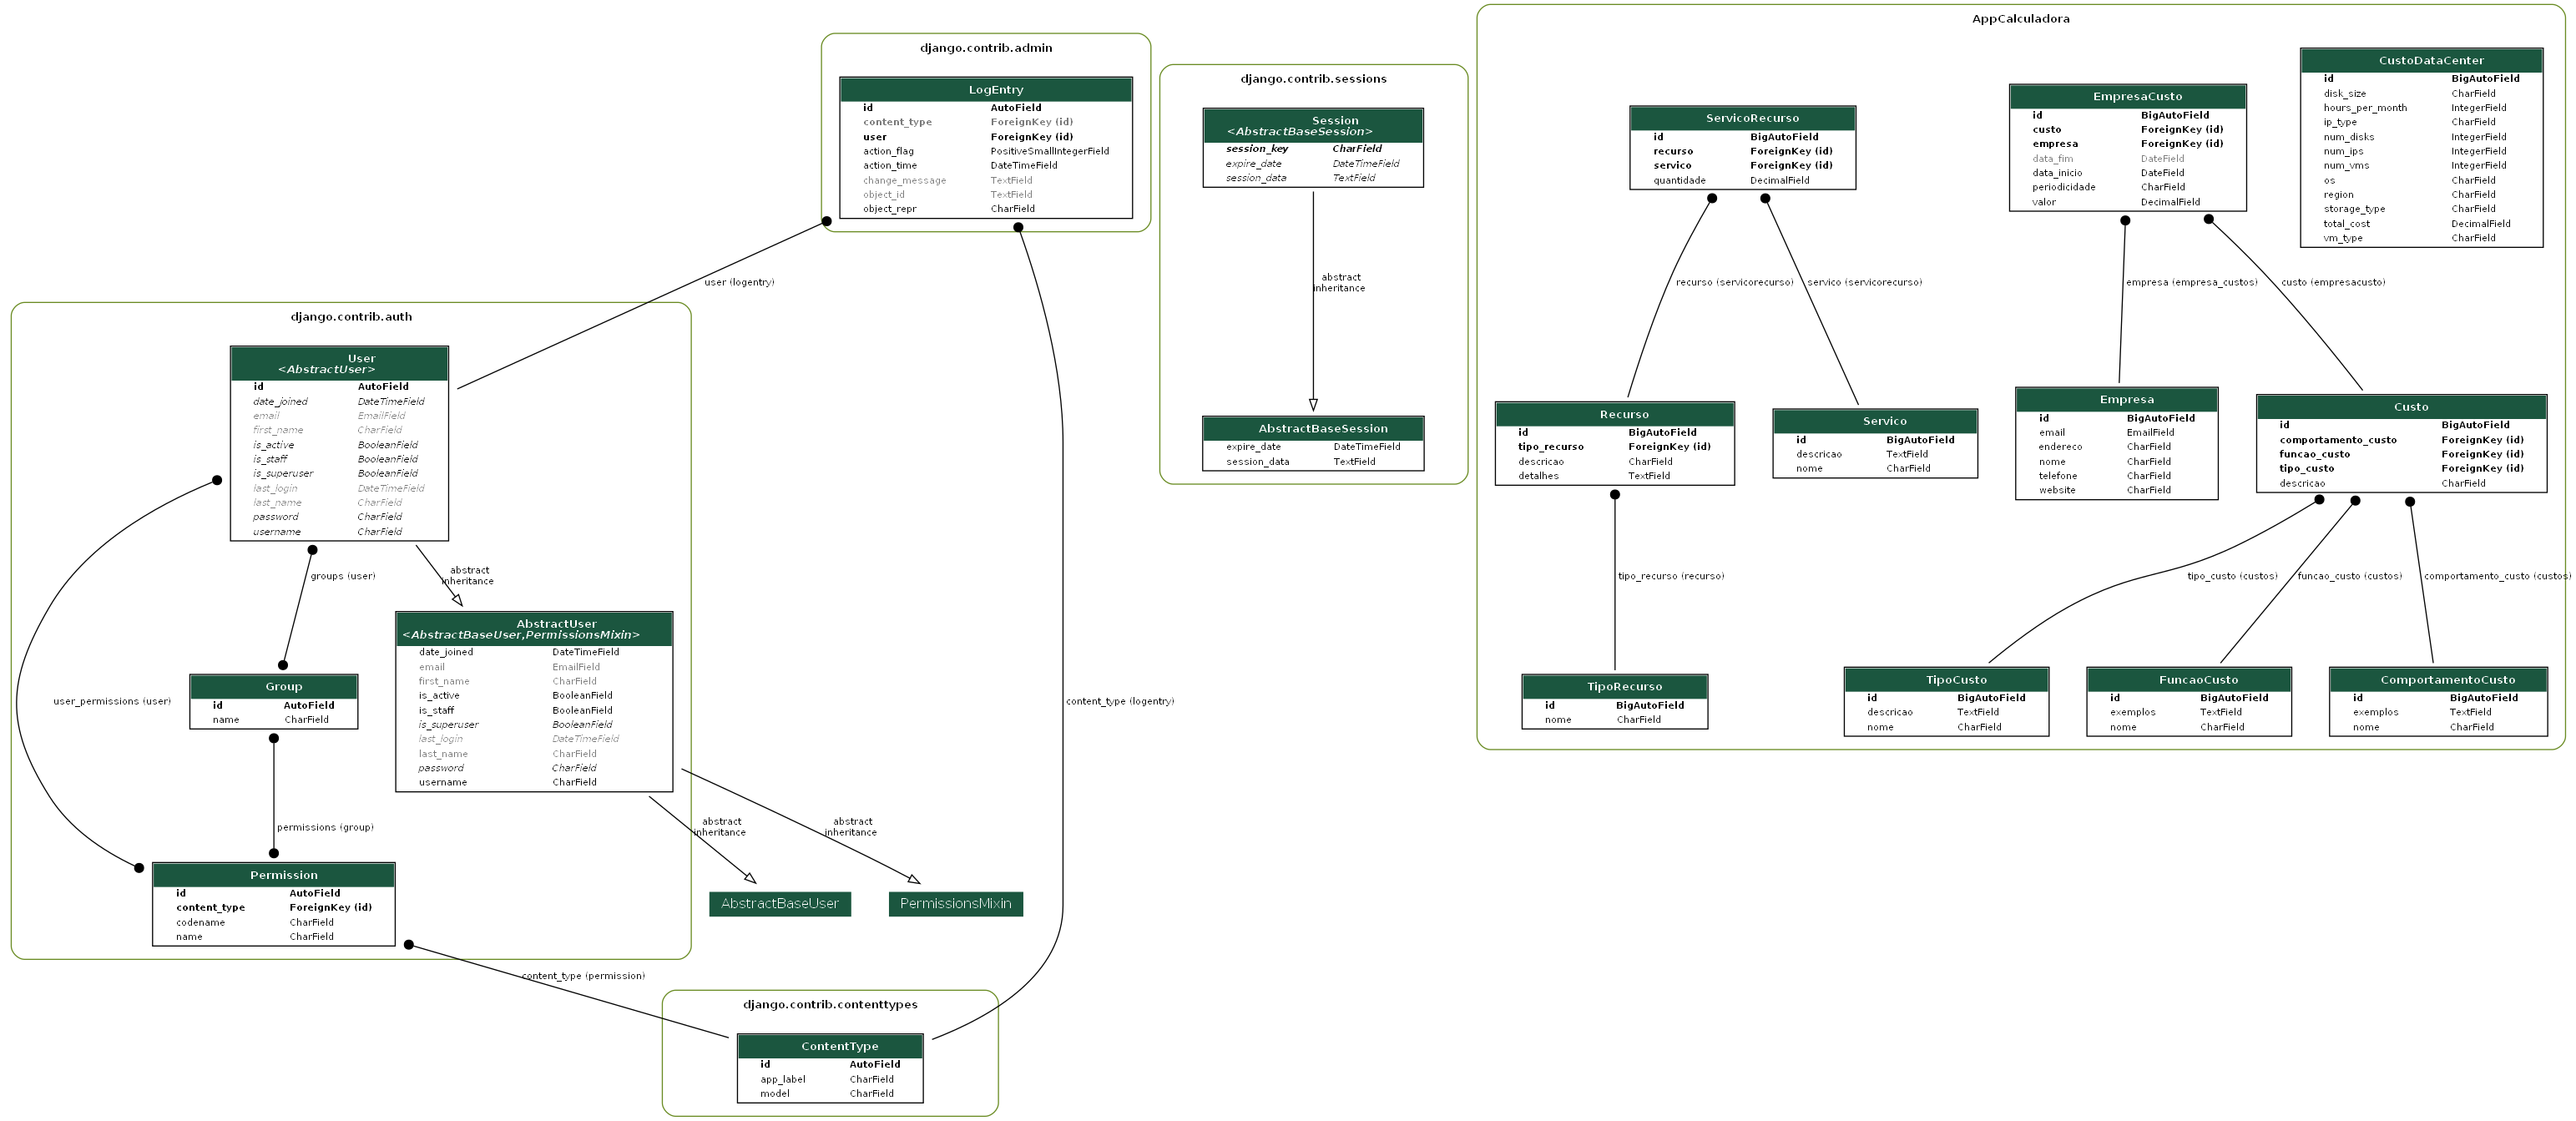 django.contrib.admin
LogEntry
id AutoField
content_type ForeignKey (id)
user ForeignKey (id)
action_flag PositiveSmallIntegerField
action_time DateTimeField
change_message TextField
object_id TextField
object_repr CharField
user (logentry)
content_type (logentry)
django.contrib.auth
User
<AbstractUser>
id AutoField
date_joined DateTimeField
email EmailField
first_name CharField
is_active BooleanField
is_staff BooleanField
is_superuser BooleanField
last_login DateTimeField
last_name CharField
password CharField
username CharField
groups (user)
abstract
inheritance
user_permissions (user)
AbstractUser
<AbstractBaseUser,PermissionsMixin>
date_joined DateTimeField
email EmailField
first_name CharField
is_active BooleanField
is_staff BooleanField
is_superuser BooleanField
last_login DateTimeField
last_name CharField
password CharField
username CharField
Group
id AutoField
name CharField
permissions (group)
abstract
inheritance
abstract
inheritance
Permission
id AutoField
content_type ForeignKey (id)
codename CharField
name CharField
AbstractBaseUser
PermissionsMixin
content_type (permission)
django.contrib.contenttypes
ContentType
id AutoField
app_label CharField
model CharField
django.contrib.sessions
Session
<AbstractBaseSession>
session_key CharField
expire_date DateTimeField
session_data TextField
abstract
inheritance
AbstractBaseSession
expire_date DateTimeField
session_data TextField
AppCalculadora
ServicoRecurso
id BigAutoField
recurso ForeignKey (id)
servico ForeignKey (id)
quantidade DecimalField
EmpresaCusto
id BigAutoField
custo ForeignKey (id)
empresa ForeignKey (id)
data_fim DateField
data_inicio DateField
periodicidade CharField
valor DecimalField
CustoDataCenter
id BigAutoField
disk_size CharField
hours_per_month IntegerField
ip_type CharField
num_disks IntegerField
num_ips IntegerField
num_vms IntegerField
os CharField
region CharField
storage_type CharField
total_cost DecimalField
vm_type CharField
recurso (servicorecurso)
servico (servicorecurso)
empresa (empresa_custos)
custo (empresacusto)
Recurso
id BigAutoField
tipo_recurso ForeignKey (id)
descricao CharField
detalhes TextField
Servico
id BigAutoField
descricao TextField
nome CharField
Empresa
id BigAutoField
email EmailField
endereco CharField
nome CharField
telefone CharField
website CharField
Custo
id BigAutoField
comportamento_custo ForeignKey (id)
funcao_custo ForeignKey (id)
tipo_custo ForeignKey (id)
descricao CharField
tipo_recurso (recurso)
tipo_custo (custos)
funcao_custo (custos)
comportamento_custo (custos)
TipoRecurso
id BigAutoField
nome CharField
TipoCusto
id BigAutoField
descricao TextField
nome CharField
FuncaoCusto
id BigAutoField
exemplos TextField
nome CharField
ComportamentoCusto
id BigAutoField
exemplos TextField
nome CharField